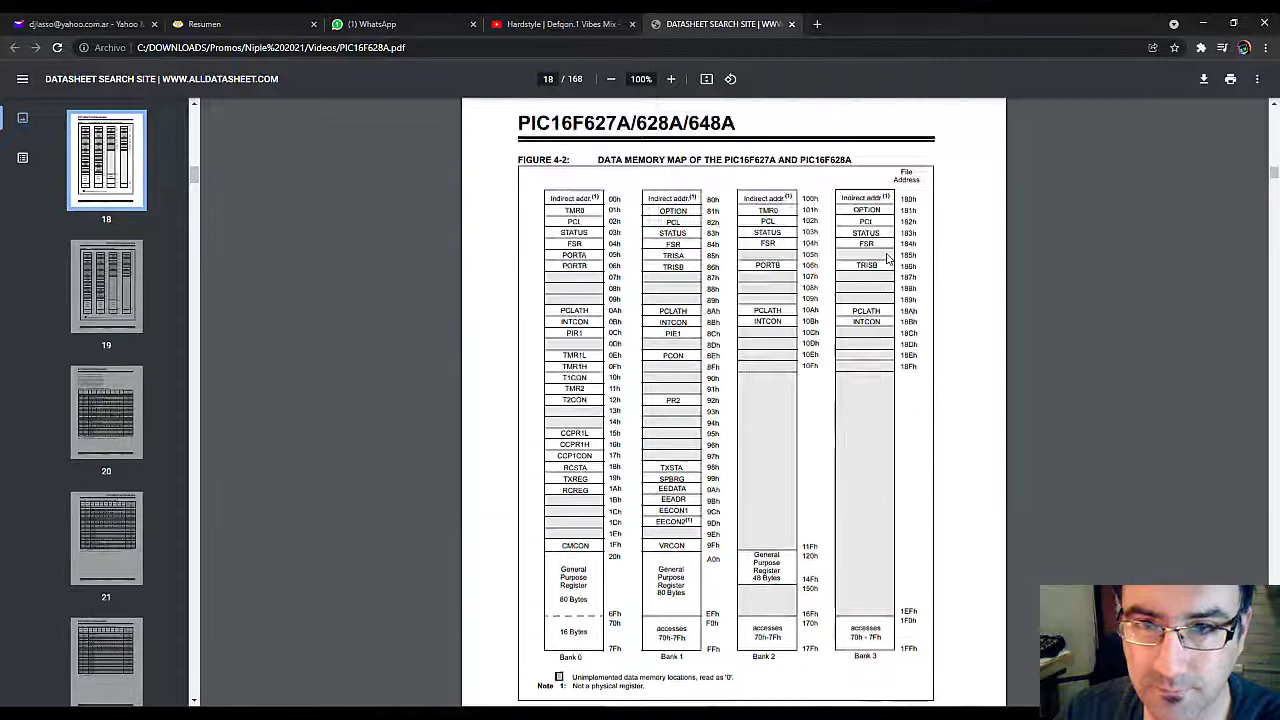 djlasso@yahoo.com.ar - Yahoo M
Resumen
(1) WhatsApp
Hardstyle | Defqon.1 Vibes Mix -
DATASHEET SEARCH SITE | WWW
Archivo C:/DOWNLOADS/Promos/Niple%202021/Videos/PIC16F628A.pdf
DATASHEET SEARCH SITE | WWW.ALLDATASHEET.COM
18 / 168
100%
18
19
20
21
PIC16F627A/628A/648A
FIGURE 4-2: DATA MEMORY MAP OF THE PIC16F627A AND PIC16F628A
File
Address
Indirect addr.(1) 00h Indirect addr.(1) 80h Indirect addr.(1) 100h Indirect addr.(1) 180h
TMR0 01h OPTION 81h TMR0 101h OPTION 181h
PCL 02h PCL 82h PCL 102h PCL 182h
STATUS 03h STATUS 83h STATUS 103h STATUS 183h
FSR 04h FSR 84h FSR 104h FSR 184h
PORTA 05h TRISA 85h 105h 185h
PORTB 06h TRISB 86h PORTB 106h TRISB 186h
07h 87h 107h 187h
08h 88h 108h 188h
09h 89h 109h 189h
PCLATH 0Ah PCLATH 8Ah PCLATH 10Ah PCLATH 18Ah
INTCON 0Bh INTCON 8Bh INTCON 10Bh INTCON 18Bh
PIR1 0Ch PIE1 8Ch 10Ch 18Ch
0Dh 8Dh 10Dh 18Dh
TMR1L 0Eh PCON 8Eh 10Eh 18Eh
TMR1H 0Fh 8Fh 10Fh 18Fh
T1CON 10h 90h
TMR2 11h 91h
T2CON 12h PR2 92h
13h 93h
14h 94h
CCPR1L 15h 95h
CCPR1H 16h 96h
CCP1CON 17h 97h
RCSTA 18h TXSTA 98h
TXREG 19h SPBRG 99h
RCREG 1Ah EEDATA 9Ah
1Bh EEADR 9Bh
1Ch EECON1 9Ch
1Dh EECON2(1) 9Dh
1Eh 9Eh
CMCON 1Fh VRCON 9Fh 11Fh
20h A0h General 120h
General General Purpose
Purpose Purpose Register
Register Register 48 Bytes 14Fh
80 Bytes 80 Bytes 150h
6Fh EFh 16Fh 1EFh
70h F0h 170h 1F0h
16 Bytes accesses accesses accesses
70h-7Fh 70h-7Fh 70h - 7Fh
7Fh FFh 17Fh 1FFh
Bank 0 Bank 1 Bank 2 Bank 3
Unimplemented data memory locations, read as '0'.
Note 1: Not a physical register.